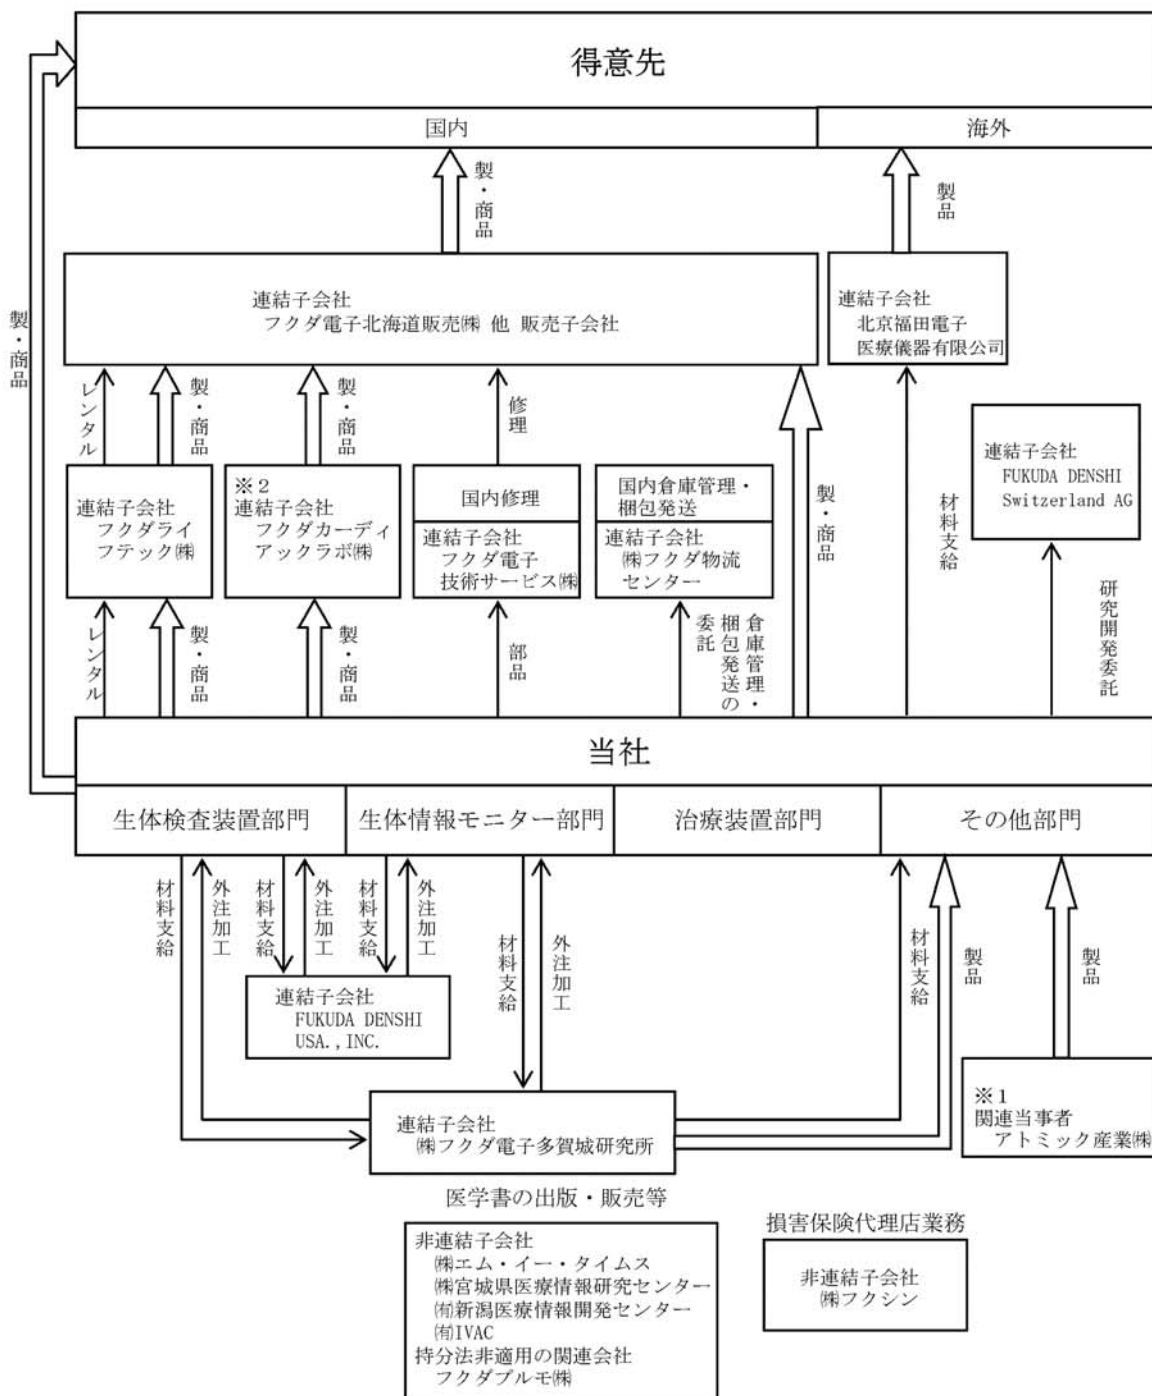 得意先
国内
海外
製・商品
製品
製・商品
連結子会社
フクダ電子北海道販売㈱ 他 販売子会社
連結子会社
北京福田電子
医療儀器有限公司
レンタル
製・商品
製・商品
修理
製・商品
材料支給
連結子会社
FUKUDA DENSHI
Switzerland AG
連結子会社
フクダライ
フテック㈱
※2
連結子会社
フクダカーディ
アックラボ㈱
国内修理
連結子会社
フクダ電子
技術サービス㈱
国内倉庫管理・
梱包発送
連結子会社
㈱フクダ物流
センター
レンタル
製・商品
製・商品
部品
倉庫管理・
梱包発送の
委託
研究開発委託
当社
生体検査装置部門
生体情報モニター部門
治療装置部門
その他部門
材料支給
外注加工
材料支給
外注加工
材料支給
外注加工
材料支給
外注加工
材料支給
製品
製品
連結子会社
FUKUDA DENSHI
USA.,INC.
連結子会社
㈱フクダ電子多賀城研究所
※1
関連当事者
アトミック産業㈱
医学書の出版・販売等
非連結子会社
㈱エム・イー・タイムス
㈱宮城県医療情報研究センター
㈲新潟医療情報開発センター
㈲IVAC
持分法非適用の関連会社
フクダプルモ㈱
損害保険代理店業務
非連結子会社
㈱フクシン